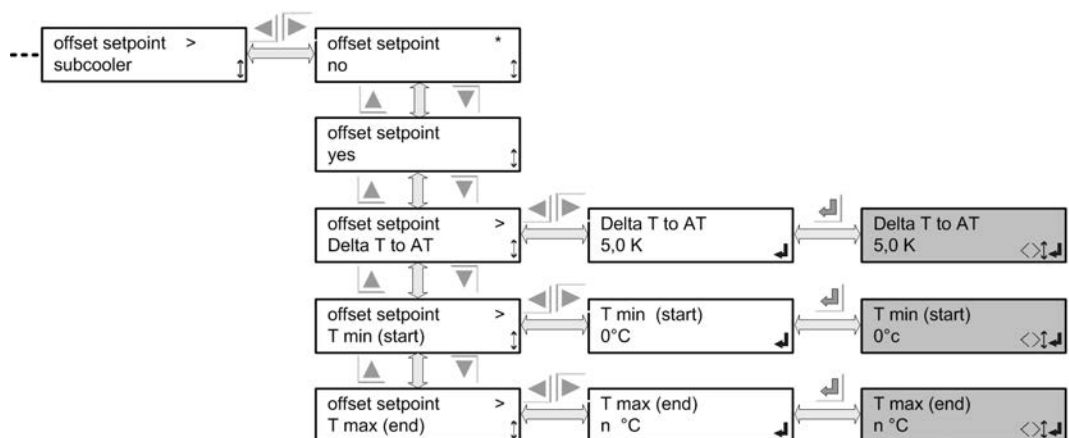 offset setpoint >
subcooler
offset setpoint *
no
offset setpoint
yes
offset setpoint >
Delta T to AT
Delta T to AT
5,0 K
Delta T to AT
5,0 K
offset setpoint >
T min (start)
T min (start)
0°C
T min (start)
0°c
offset setpoint >
T max (end)
T max (end)
n °C
T max (end)
n °C